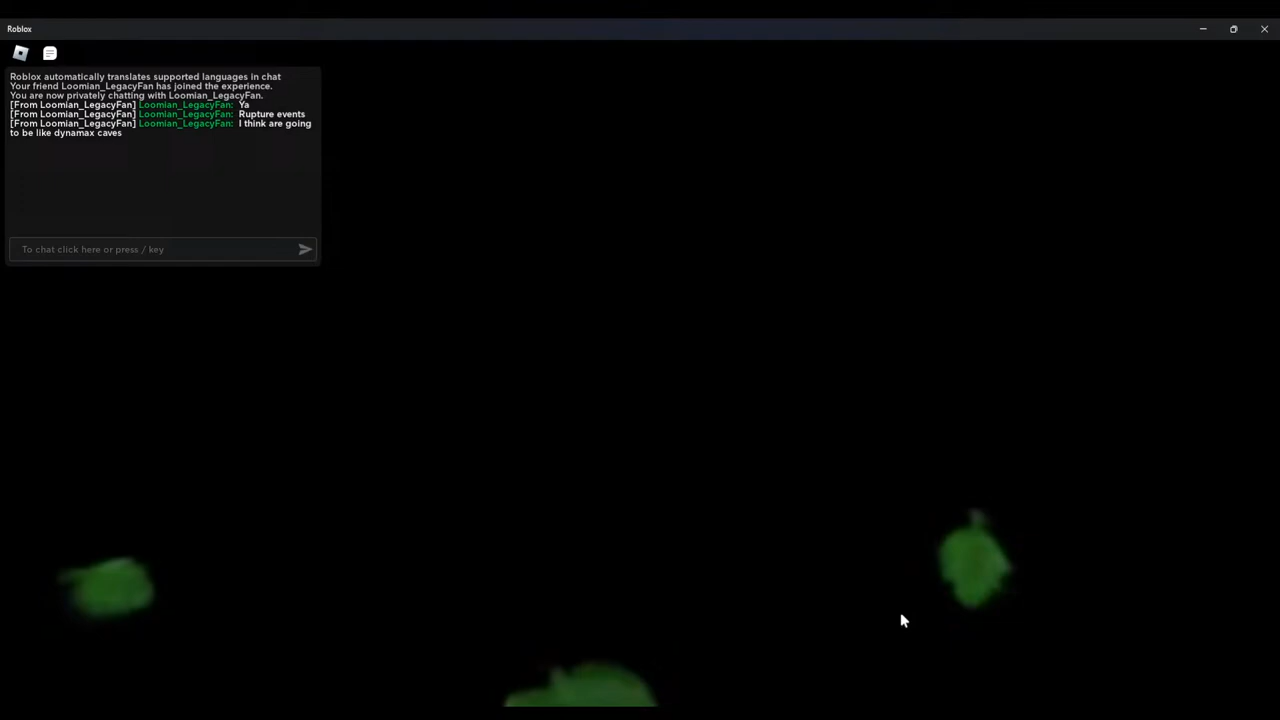 Roblox
Roblox automatically translates supported languages in chat
Your friend Loomian_LegacyFan has joined the experience.
You are now privately chatting with Loomian_LegacyFan.
[From Loomian_LegacyFan] Loomian_LegacyFan: Ya
[From Loomian_LegacyFan] Loomian_LegacyFan: Rupture events
[From Loomian_LegacyFan] Loomian_LegacyFan: I think are going
to be like dynamax caves
To chat click here or press / key